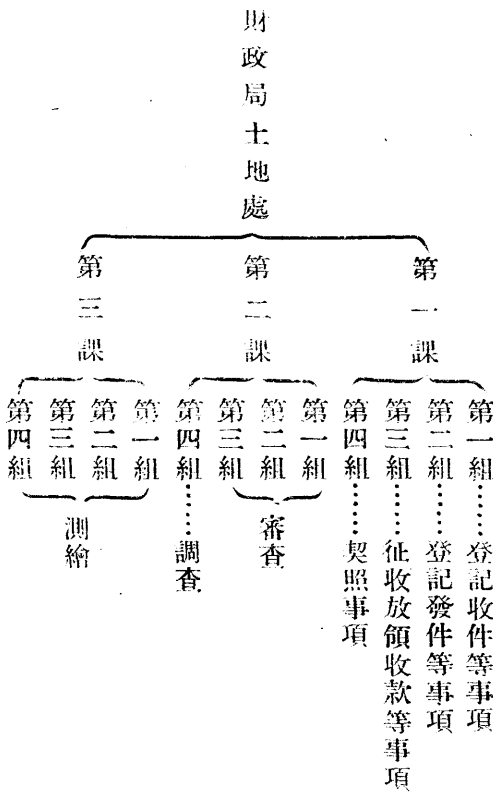 財政局土地處
第一課
第一組……登記收件等事項
第二組……登記發件等事項
第三組……征收放領收款等事項
第四組……契照事項
第二課
第一組
第二組
第三組
審查
第四組……調查
第三課
第一組
第二組
第三組
第四組
測繪